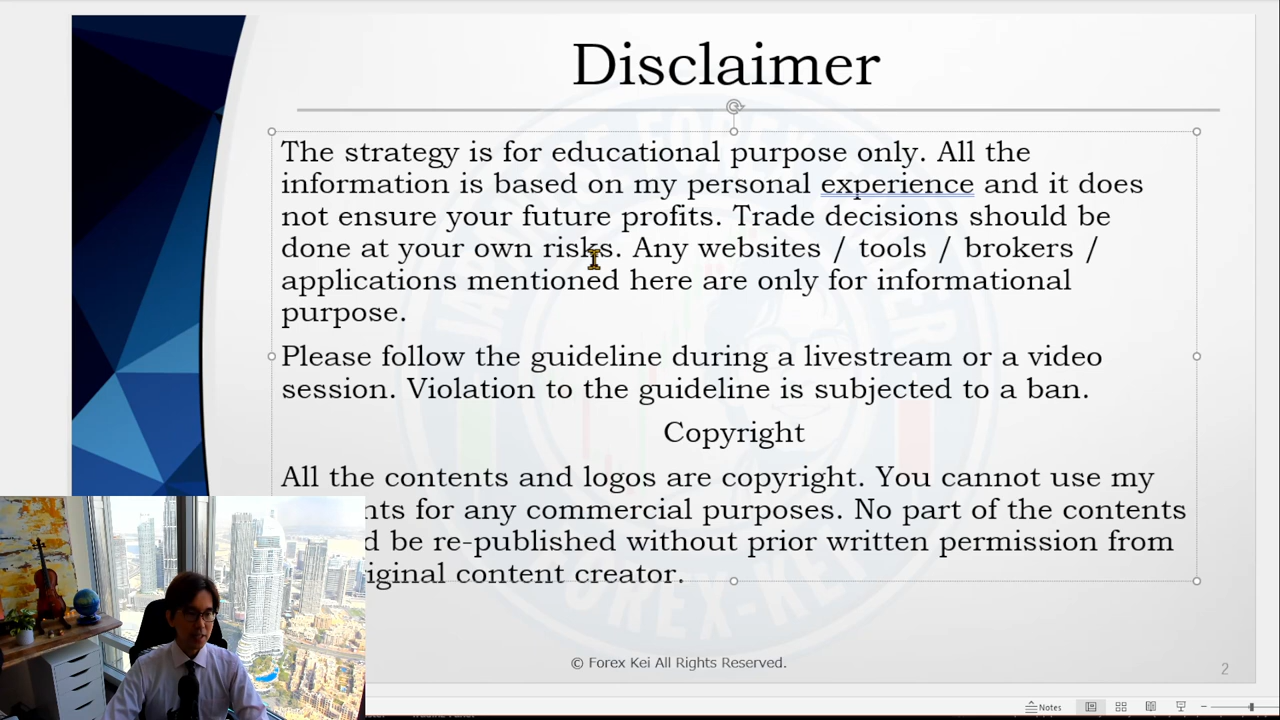 Disclaimer
The strategy is for educational purpose only. All the
information is based on my personal experience and it does
not ensure your future profits. Trade decisions should be
done at your own risks. Any websites / tools / brokers /
applications mentioned here are only for informational
purpose.
Please follow the guideline during a livestream or a video
session. Violation to the guideline is subjected to a ban.
Copyright
All the contents and logos are copyright. You cannot use my
nts for any commercial purposes. No part of the contents
d be re-published without prior written permission from
iginal content creator.
© Forex Kei All Rights Reserved.
2
Notes